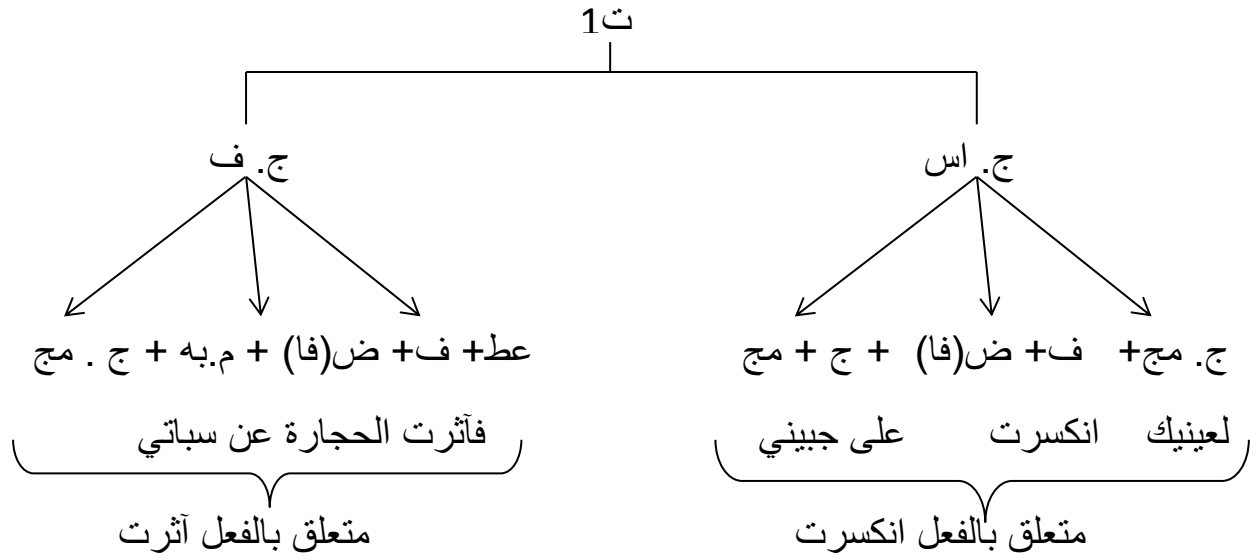 ت1
ج. اس
ج. ف
ج. مج+ ف+ ض(فا) + ج + مج
عط+ ف+ ض(فا) + م.به + ج . مج
لعينيك انكسرت على جبيني
فآثرت الحجارة عن سباتي
متعلق بالفعل انكسرت
متعلق بالفعل آثرت